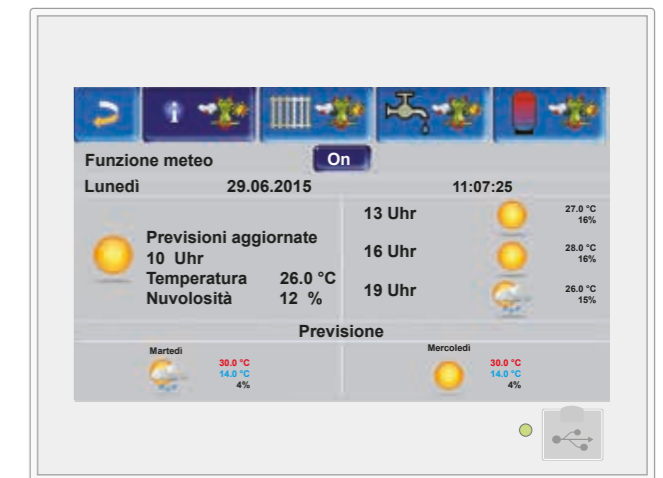 Funzione meteo On
Lunedì 29.06.2015 11:07:25
Previsioni aggiornate
10 Uhr
Temperatura 26.0 °C
Nuvolosità 12 %
13 Uhr 27.0 °C
16%
16 Uhr 28.0 °C
16%
19 Uhr 26.0 °C
15%
Previsione
Martedì
30.0 °C
14.0 °C
4%
Mercoledì
30.0 °C
14.0 °C
4%